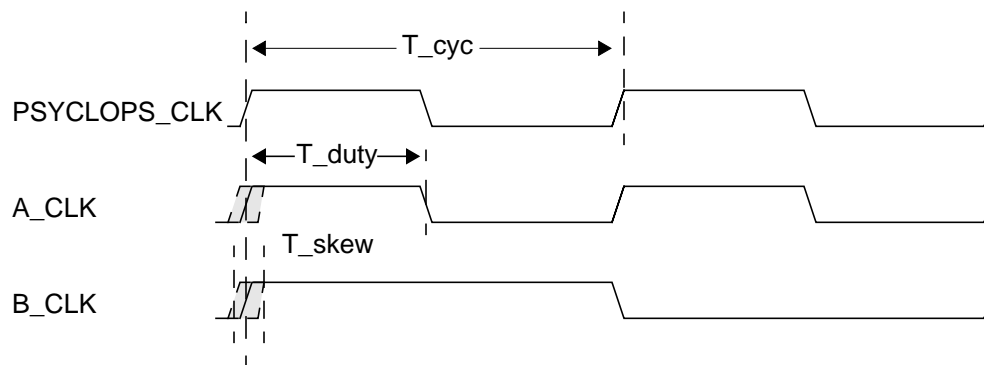 T_cyc
PSYCLOPS_CLK
T_duty
A_CLK
T_skew
B_CLK